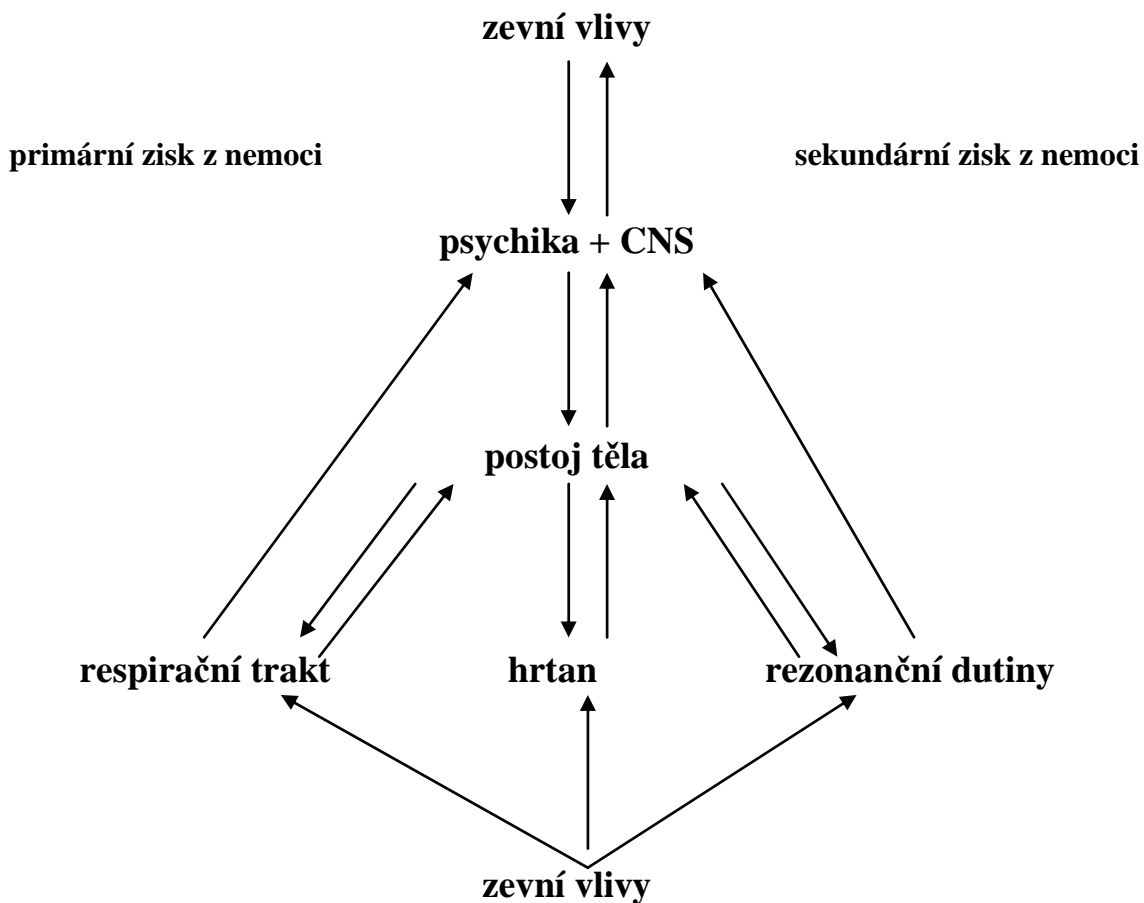 zevní vlivy
primární zisk z nemoci
sekundární zisk z nemoci
psychika + CNS
postoj těla
respirační trakt
hrtan
rezonanční dutiny
zevní vlivy